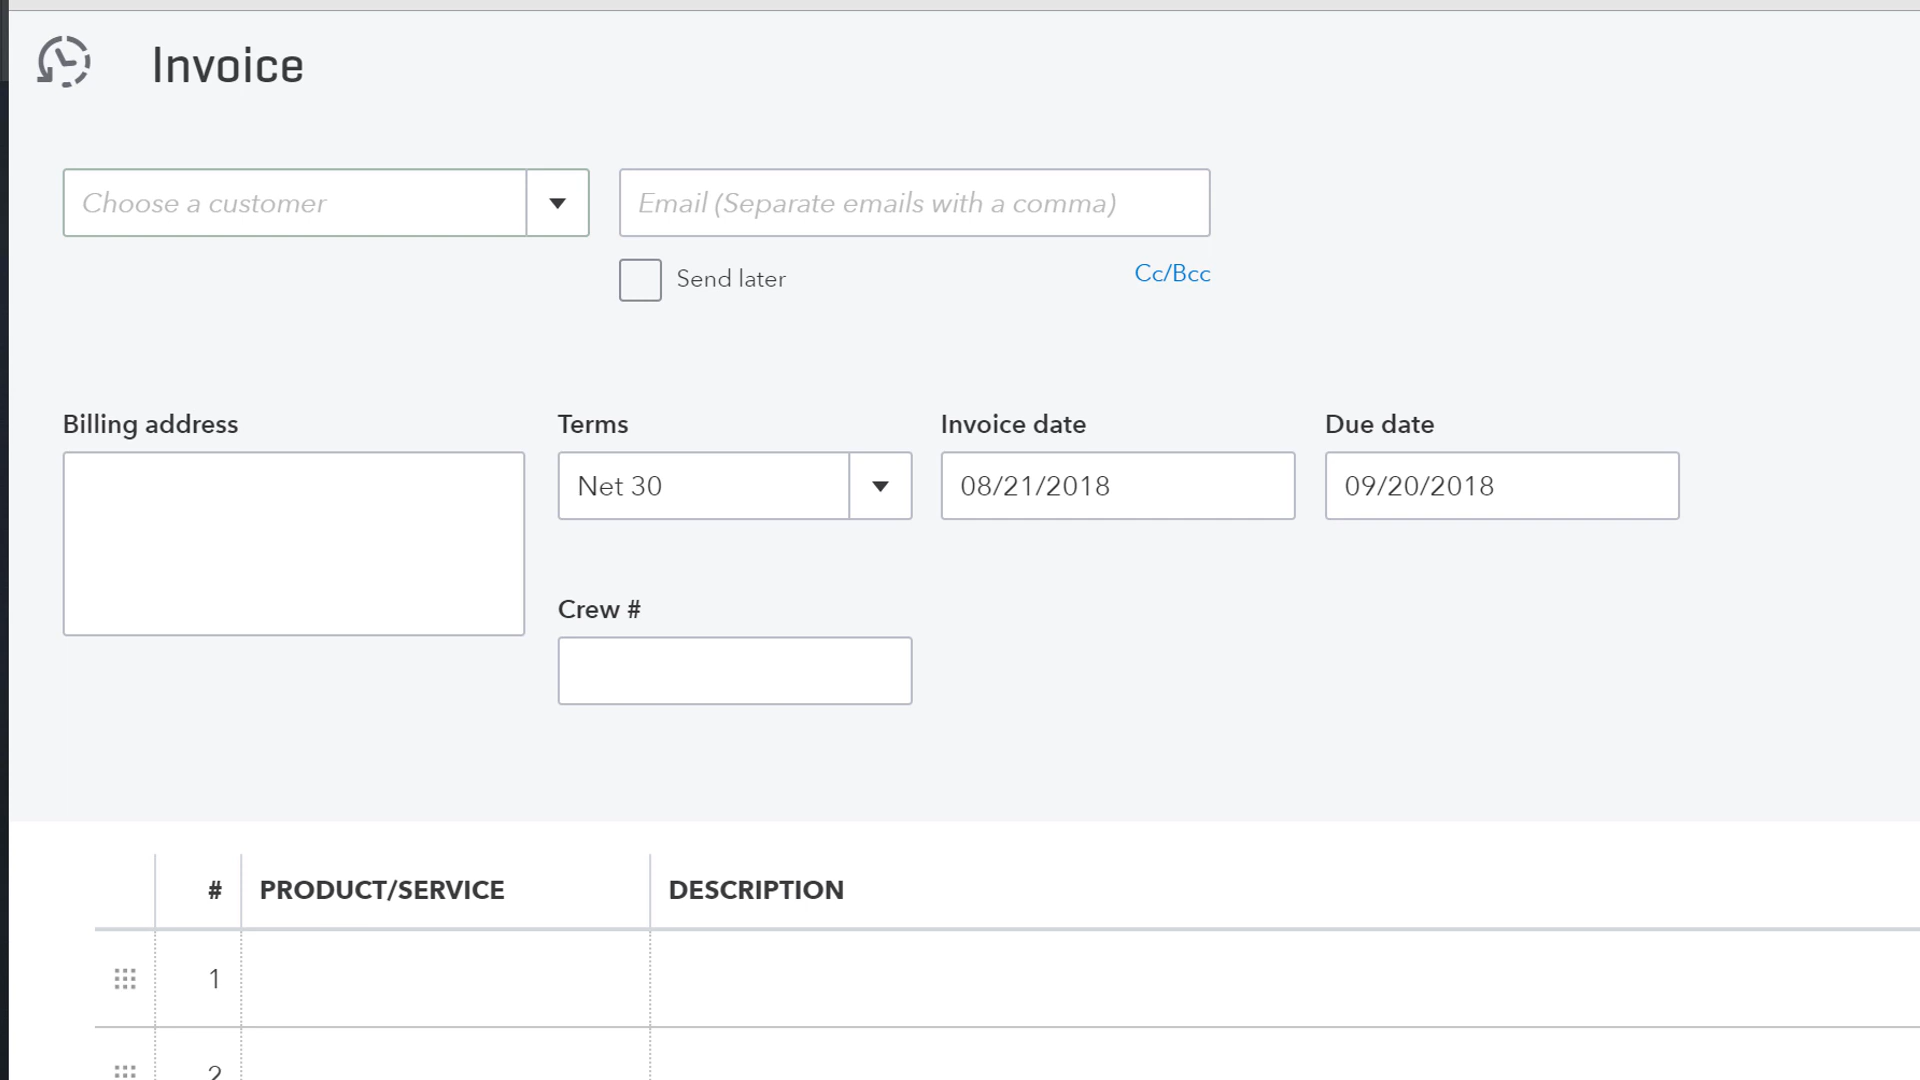 Invoice
Choose a customer
Email (Separate emails with a comma)
Send later
Cc/Bcc
Billing address
Terms
Invoice date
Due date
Net 30
08/21/2018
09/20/2018
Crew #
# PRODUCT/SERVICE DESCRIPTION
1
2